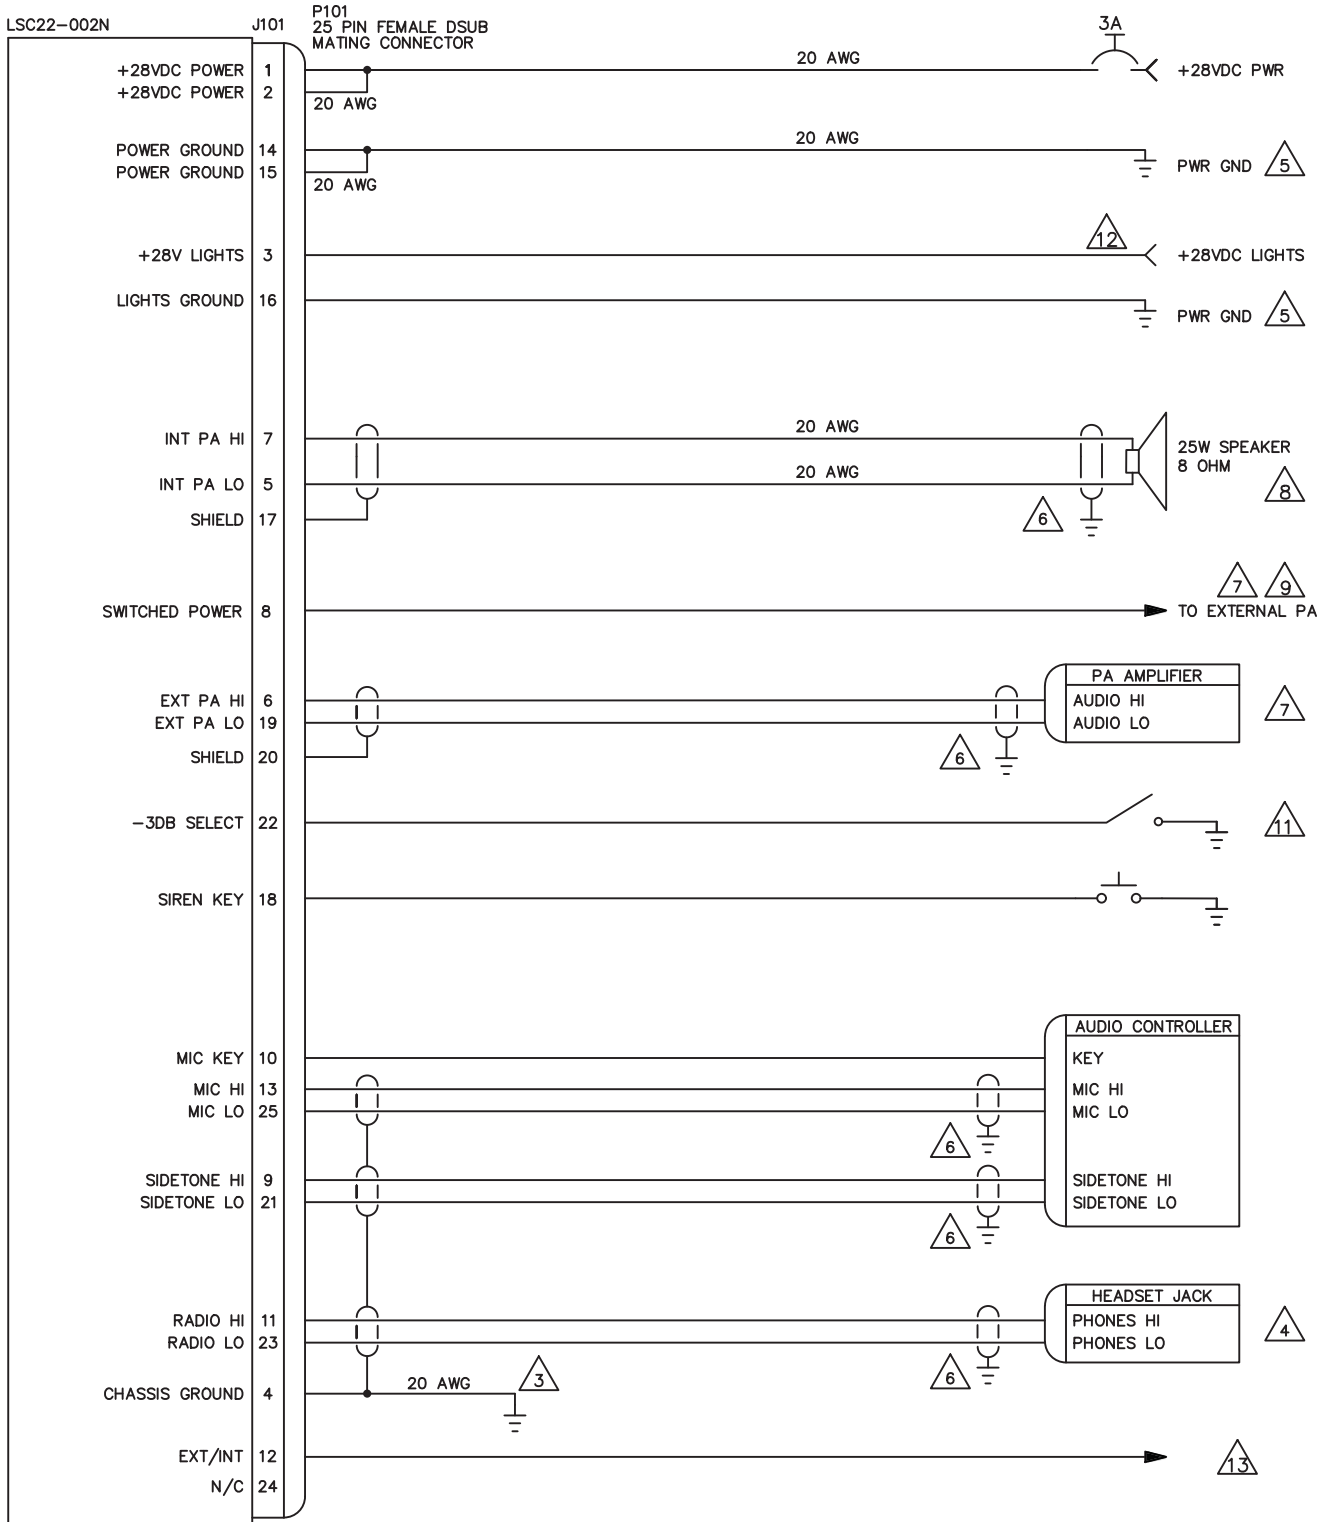 LSC22-002N
J101
P101
25 PIN FEMALE DSUB
MATING CONNECTOR
3A
+28VDC POWER 1 20 AWG +28VDC PWR
+28VDC POWER 2 20 AWG
POWER GROUND 14 20 AWG
POWER GROUND 15 20 AWG PWR GND 5
12
+28V LIGHTS 3 +28VDC LIGHTS
LIGHTS GROUND 16 PWR GND 5
INT PA HI 7 20 AWG
25W SPEAKER
8 OHM
INT PA LO 5 20 AWG 8
SHIELD 17 6
7 9
SWITCHED POWER 8 TO EXTERNAL PA
PA AMPLIFIER
EXT PA HI 6 AUDIO HI 7
EXT PA LO 19 AUDIO LO
SHIELD 20 6
-3DB SELECT 22 11
SIREN KEY 18
AUDIO CONTROLLER
MIC KEY 10 KEY
MIC HI 13 MIC HI
MIC LO 25 MIC LO
6
SIDETONE HI 9 SIDETONE HI
SIDETONE LO 21 SIDETONE LO
6
HEADSET JACK
RADIO HI 11 PHONES HI 4
RADIO LO 23 PHONES LO
6
CHASSIS GROUND 4 20 AWG 3
EXT/INT 12 13
N/C 24